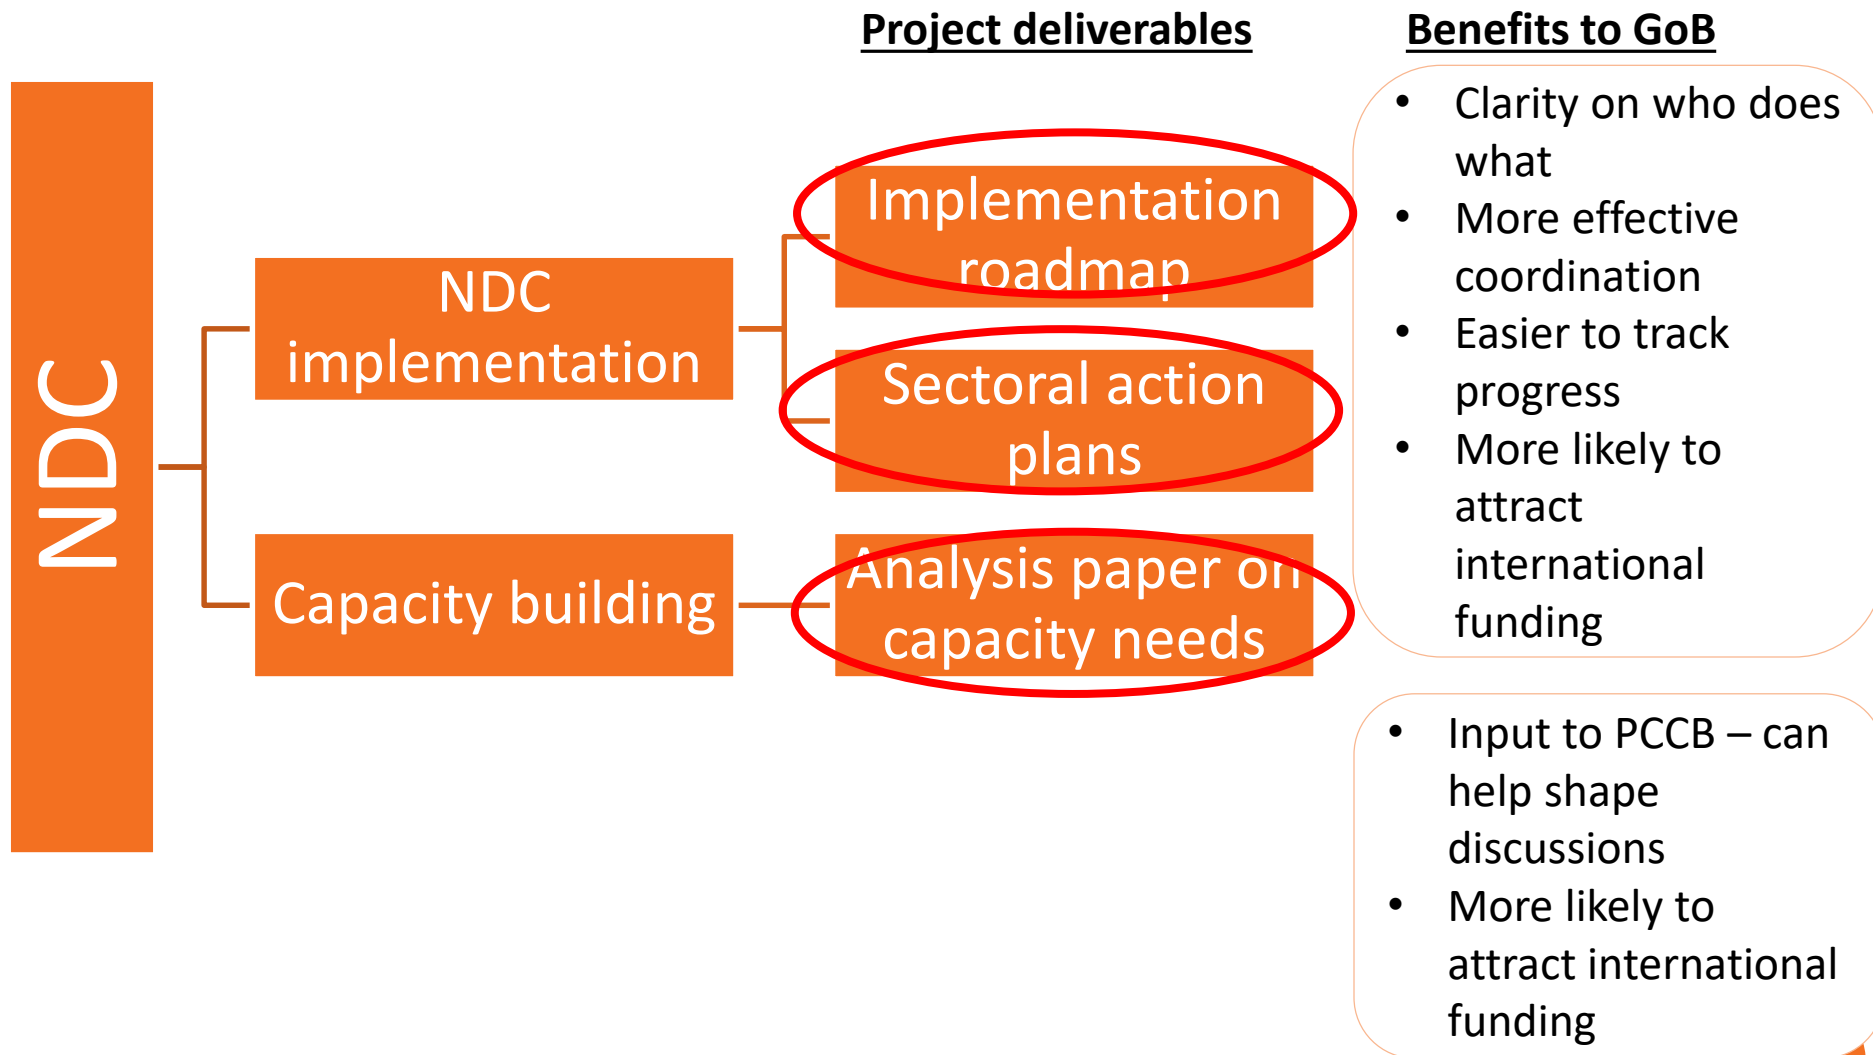 Project deliverables
Benefits to GoB
NDC
NDC
implementation
Capacity building
Implementation
roadmap
Sectoral action
plans
Analysis paper on
capacity needs
• Clarity on who does
what
• More effective
coordination
• Easier to track
progress
• More likely to
attract
international
funding
• Input to PCCB – can
help shape
discussions
• More likely to
attract international
funding